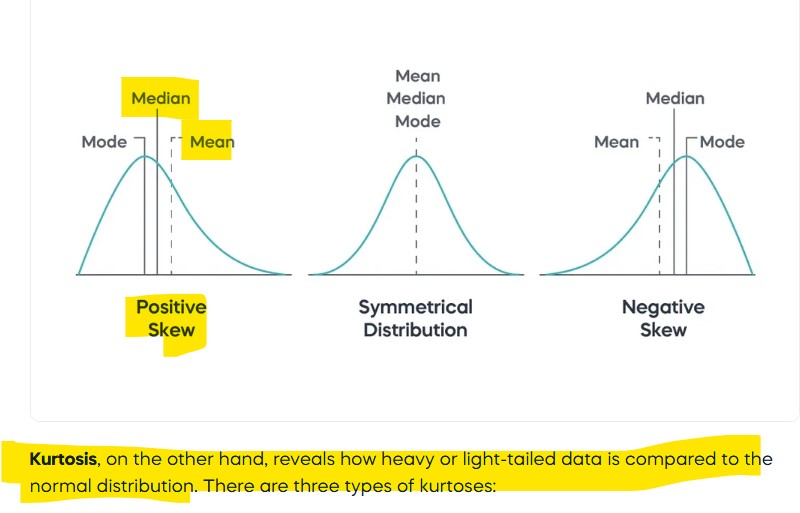 Median
Mode
Mean
Positive
Skew
Mean
Median
Mode
Symmetrical
Distribution
Median
Mean
Mode
Negative
Skew
Kurtosis, on the other hand, reveals how heavy or light-tailed data is compared to the
normal distribution. There are three types of kurtoses: